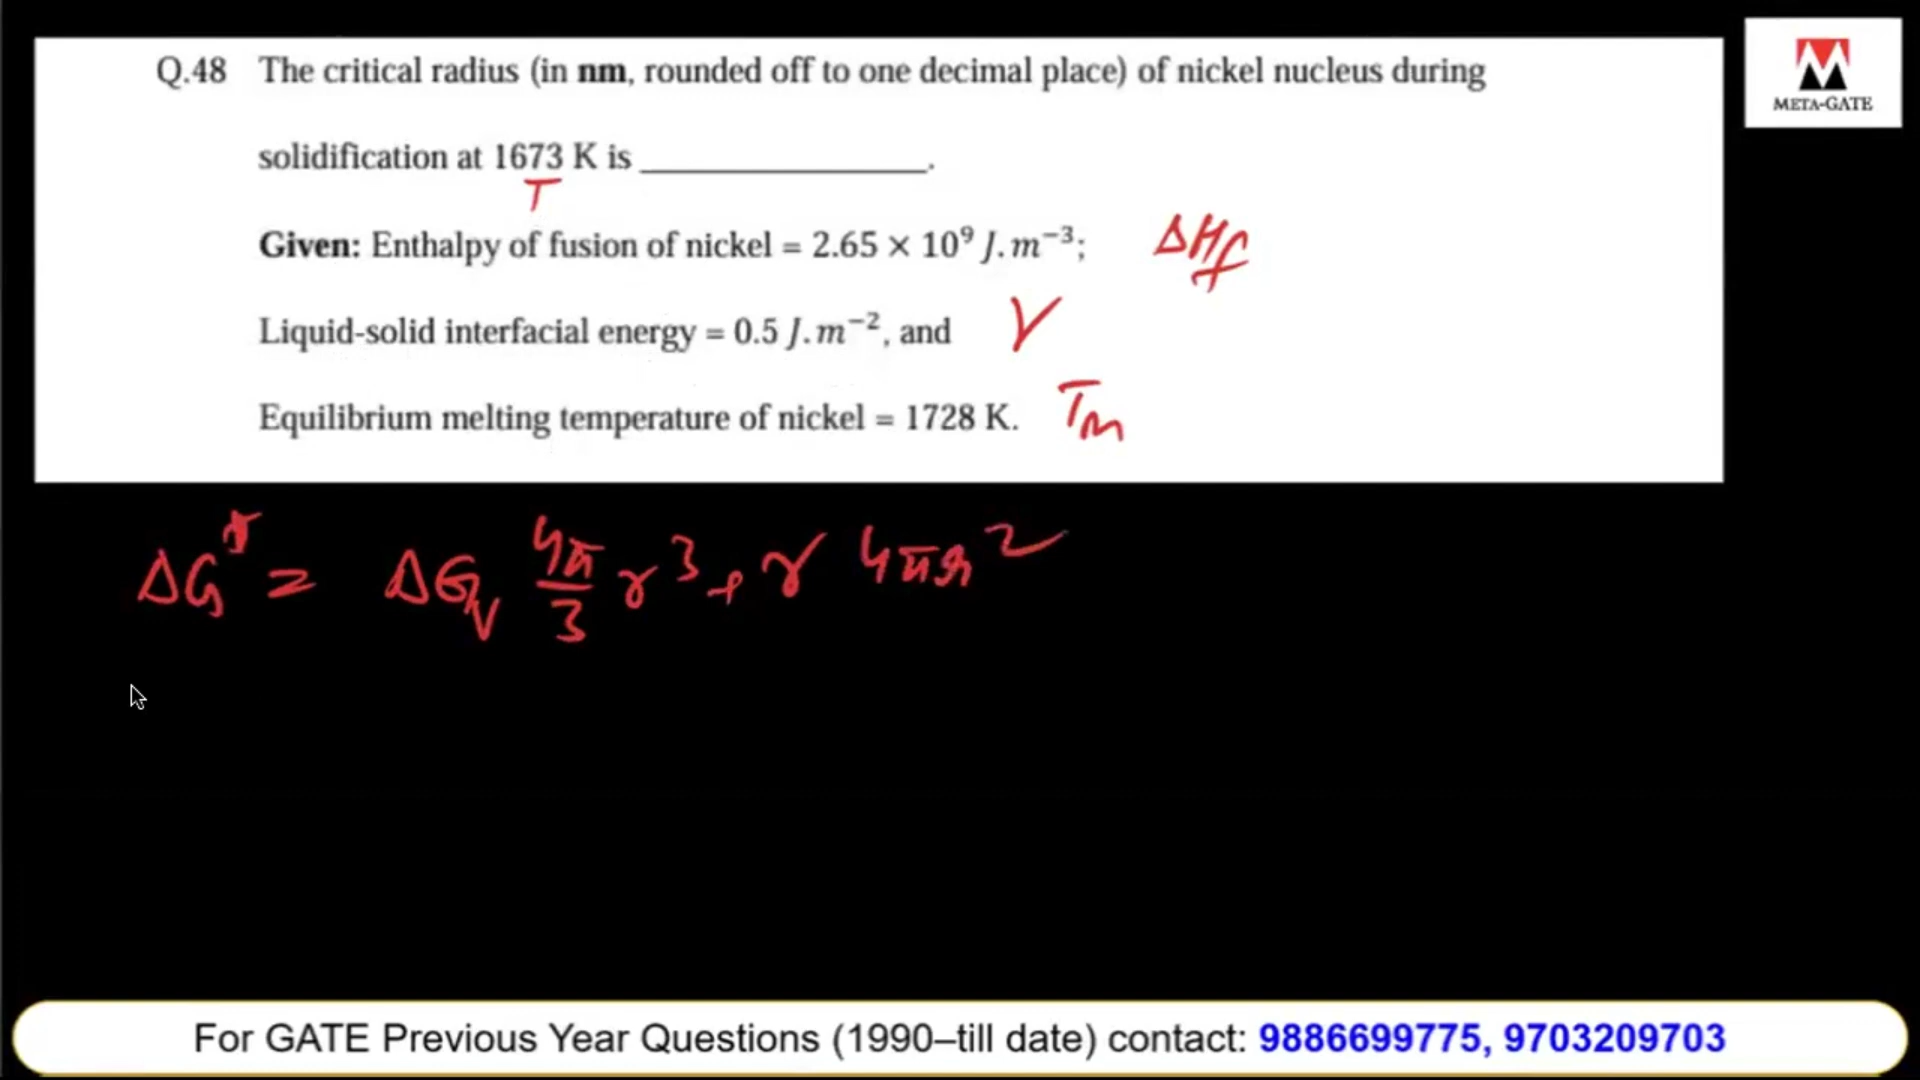 Q.48 The critical radius (in nm, rounded off to one decimal place) of nickel nucleus during
solidification at 1673 K is ____________.
T
Given: Enthalpy of fusion of nickel = 2.65 × 10⁹ J.m⁻³; ΔHf
Liquid-solid interfacial energy = 0.5 J.m⁻², and γ
Equilibrium melting temperature of nickel = 1728 K. Tm
META-GATE
ΔG* = ΔGv 4π/3 r³ + γ 4πr²
For GATE Previous Year Questions (1990–till date) contact: 9886699775, 9703209703